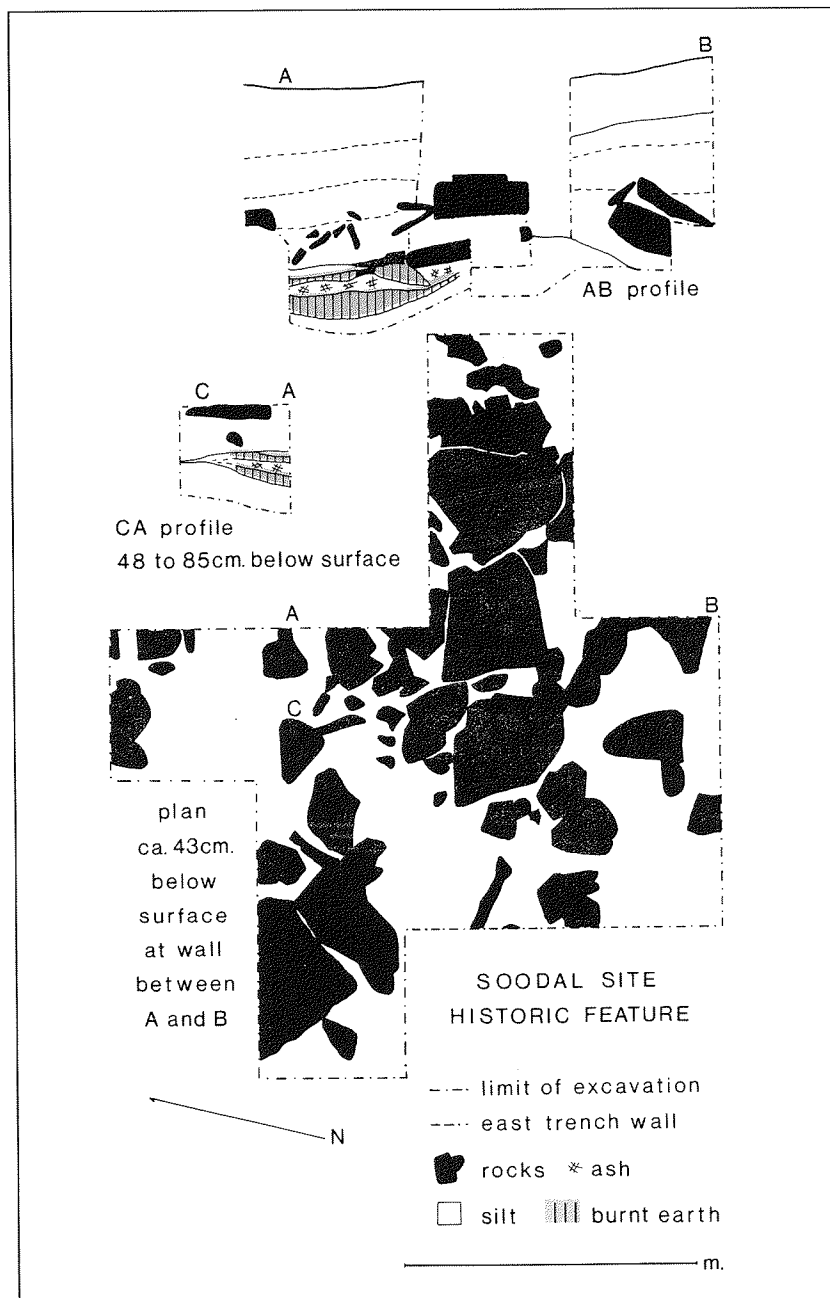 A
B
AB profile
C A
CA profile
48 to 85cm. below surface
A
B
C
plan
ca. 43cm.
below
surface
at wall
between
A and B
SOODAL SITE
HISTORIC FEATURE
limit of excavation
east trench wall
N
rocks ash
silt burnt earth
m.